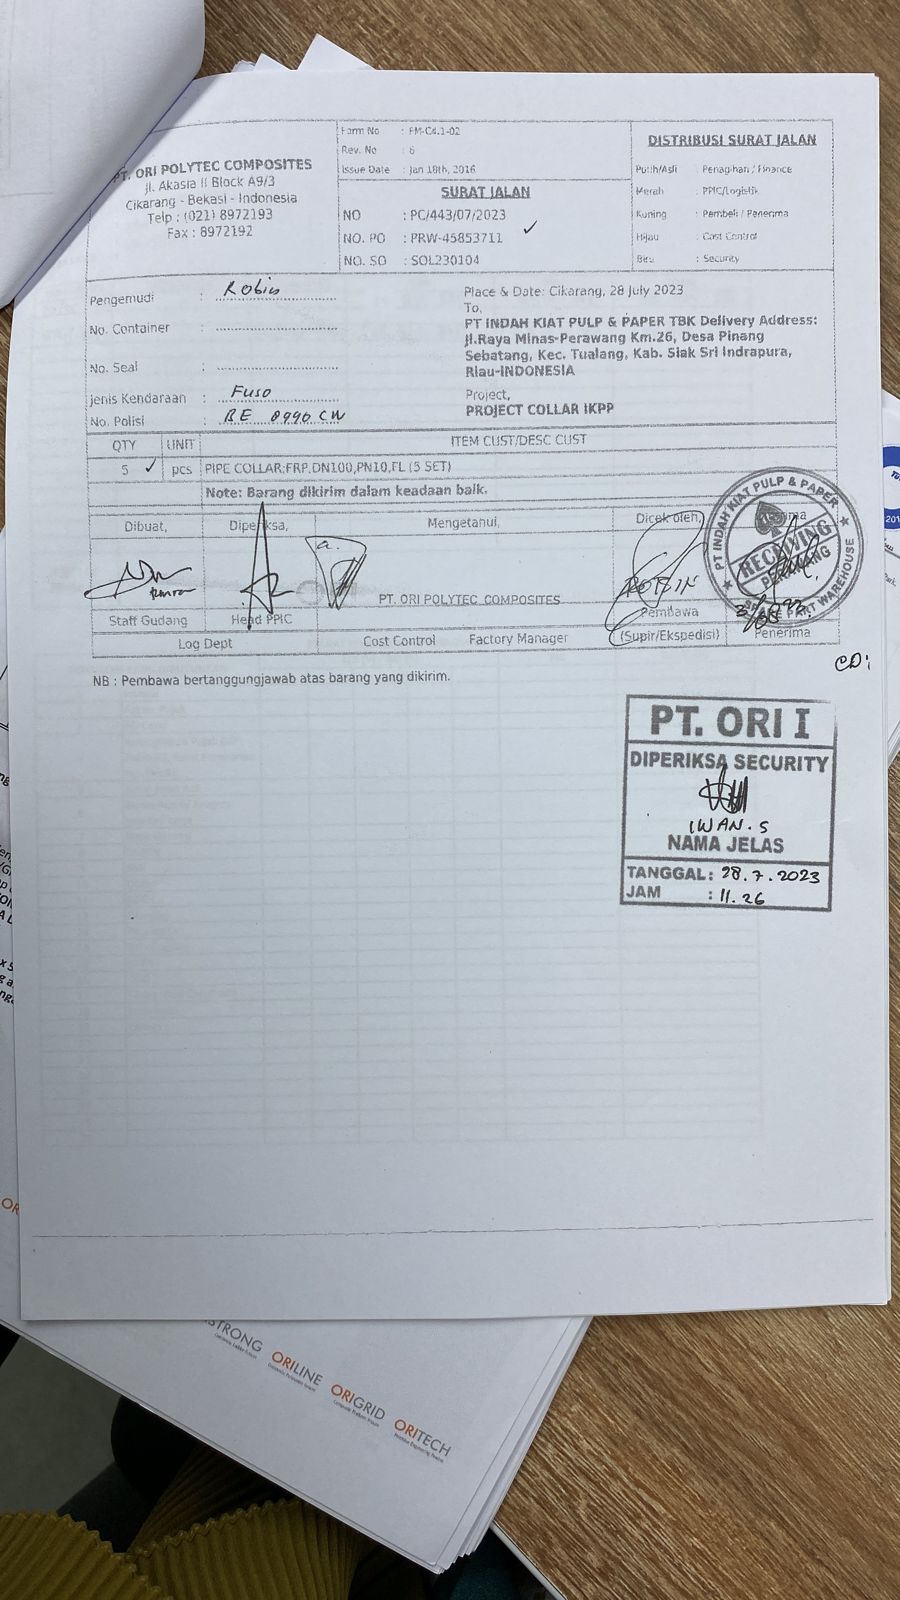 PT. ORI POLYTEC COMPOSITES
Jl. Akasia II Block A9/3
Cikarang - Bekasi - Indonesia
Telp : (021) 8972193
Fax : 8972192
Form No : FM-C4.1-02
Rev. No : 6
Issue Date : Jan 18th, 2016
SURAT JALAN
NO : PC/443/07/2023
NO. PO : PRW-45853711 ✓
NO. SO : SOL230104
DISTRIBUSI SURAT JALAN
Putih/Asli : Penagihan / Finance
Merah : PPIC/Logistik
Kuning : Pembeli / Penerima
Hijau : Cost Control
Biru : Security
Pengemudi : Robin
No. Container :
No. Seal :
Jenis Kendaraan : Fuso
No. Polisi : BE 8990 CW
Place & Date: Cikarang, 28 July 2023
To,
PT INDAH KIAT PULP & PAPER TBK Delivery Address:
Jl.Raya Minas-Perawang Km.26, Desa Pinang
Sebatang, Kec. Tualang, Kab. Siak Sri Indrapura,
Riau-INDONESIA
Project,
PROJECT COLLAR IKPP
QTY UNIT ITEM CUST/DESC CUST
5 ✓ pcs PIPE COLLAR;FRP,DN100,PN10,FL (5 SET)
Note: Barang dikirim dalam keadaan baik.
Dibuat, Diperiksa, Mengetahui, Dicek oleh,
PT. ORI POLYTEC COMPOSITES
ROBIN
Staff Gudang Head PPIC Pembawa
Log Dept Cost Control Factory Manager (Supir/Ekspedisi) Penerima
PT INDAH KIAT PULP & PAPER
RECEIVING
PERAWANG
SPARE PART WAREHOUSE
CD:
NB : Pembawa bertanggungjawab atas barang yang dikirim.
PT. ORI I
DIPERIKSA SECURITY
IWAN.S
NAMA JELAS
TANGGAL : 28.7.2023
JAM : 11.26
STRONG
ORILINE
ORIGRID
ORITECH